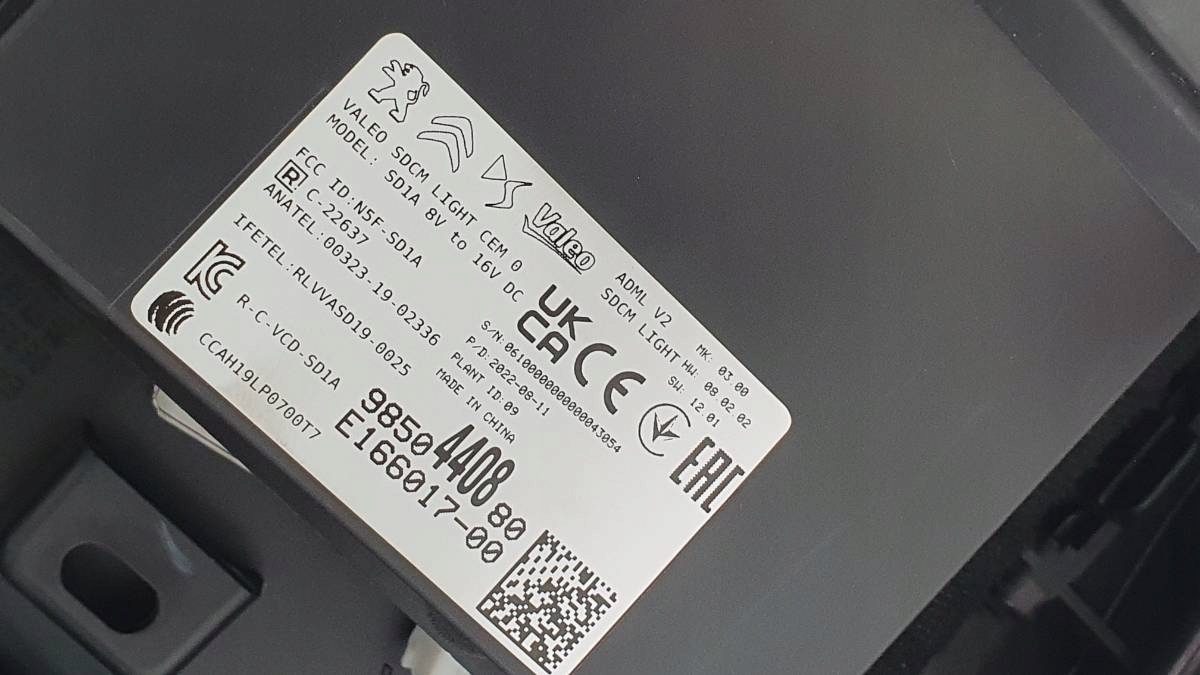 VALEO SDCM LIGHT CEM 0
MODEL: SD1A 8V to 16V DC
FCC ID:N5F-SD1A
R C-22637
ANATEL:00323-19-02336
IFETEL:RLVVASD19-0025
R-C-VCD-SD1A
CCAH19LP0700T7
Valeo
ADML V2
SDCM LIGHT
MK: 03.00
HW: 08.02.02
SW: 12.01
UK
CA
CE
EAC
S/N:06100000000000043054
P/D:2022-08-11
PLANT ID:09
MADE IN CHINA
9850440880
E166017-00